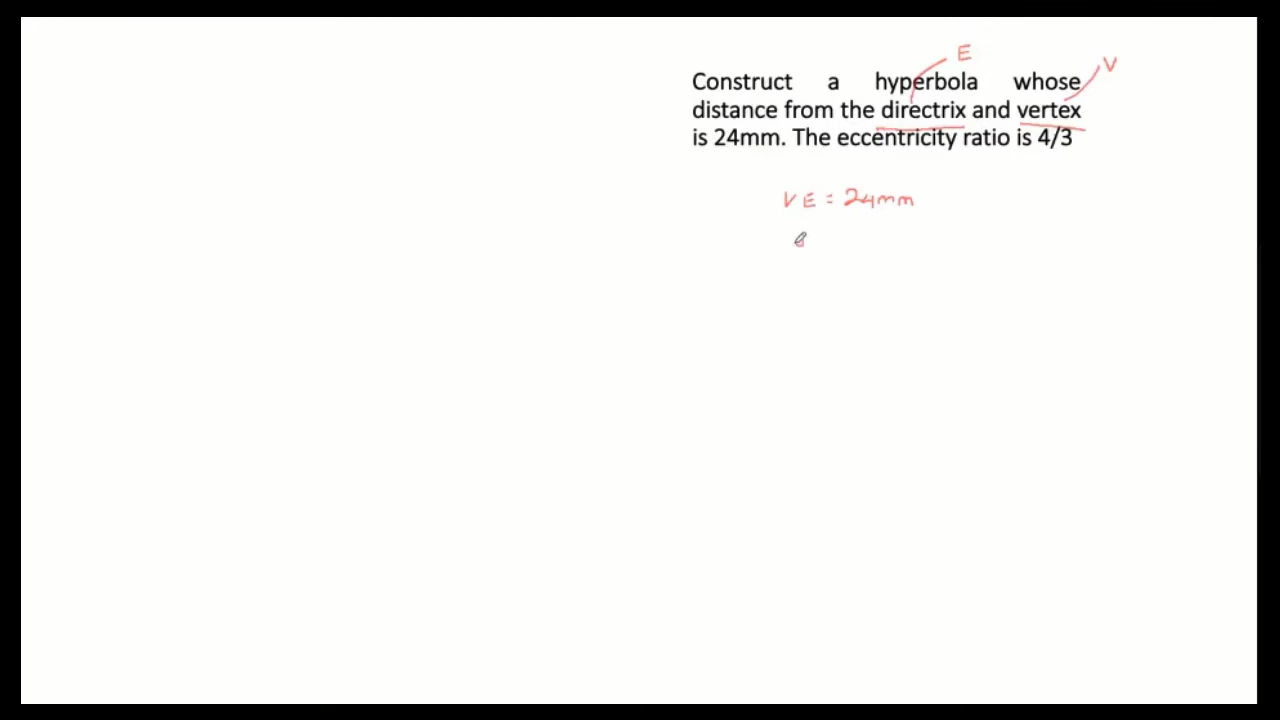 E
V
Construct a hyperbola whose
distance from the directrix and vertex
is 24mm. The eccentricity ratio is 4/3
VE = 24mm